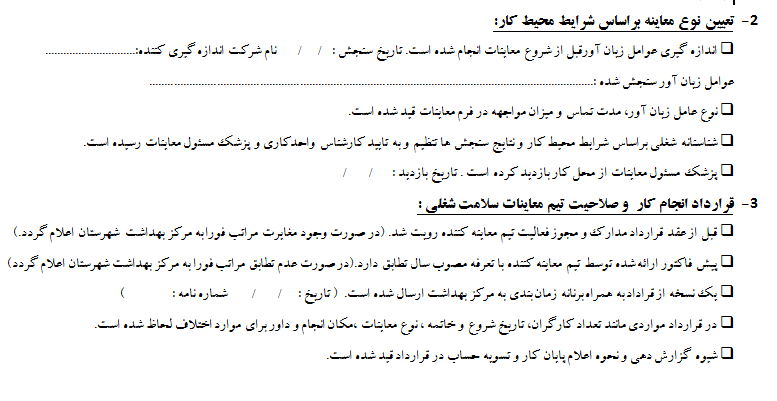 2- تعیین نوع معاینه براساس شرایط محیط کار:
❑ اندازه گیری عوامل زیان آورقبل از شروع معاینات انجام شده است. تاریخ سنجش : / / نام شرکت اندازه گیری کننده:..............................
عوامل زیان آور سنجش شده :....................................................................................................................................................
❑ نوع عامل زیان آور، مدت تماس و میزان مواجهه در فرم معاینات قید شده است.
❑ شناسنامه شغلی براساس شرایط محیط کار و نتایج سنجش ها تنظیم و به تایید کارشناس واحدکاری و پزشک مسئول معاینات رسیده است.
❑ پزشک مسئول معاینات از محل کار بازدید کرده است . تاریخ بازدید : / /
3- قرارداد انجام کار و صلاحیت تیم معاینات سلامت شغلی :
❑ قبل از عقد قرارداد مدارک و مجوز فعالیت تیم معاینه کننده رویت شد. (در صورت وجود مغایرت مراتب فورا به مرکز بهداشت شهرستان اعلام گردد.)
❑ پیش فاکتور ارائه شده توسط تیم معاینه کننده با تعرفه مصوب سال تطابق دارد.(در صورت عدم تطابق مراتب فورا به مرکز بهداشت شهرستان اعلام گردد)
❑ یک نسخه از قرادادبه همراه برنانه زمان بندی به مرکز بهداشت ارسال شده است. ( تاریخ : / / شماره نامه : )
❑ در قرارداد مواردی مانند تعداد کارگران، تاریخ شروع و خاتمه ، نوع معاینات ،مکان انجام و داور برای موارد اختلاف لحاظ شده است.
❑ شیوه گزارش دهی و نحوه اعلام پایان کار و تسویه حساب در قرارداد قید شده است.